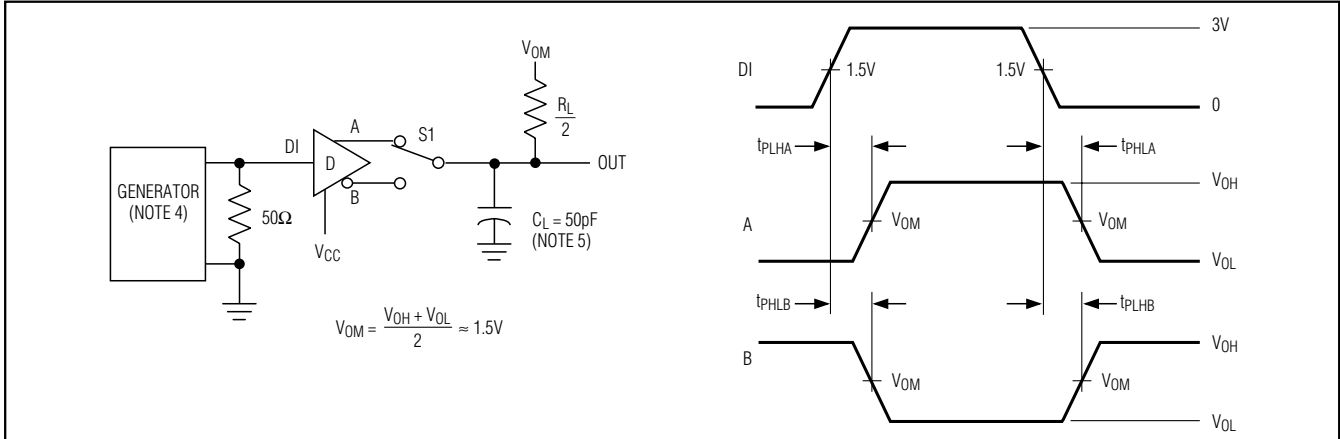 V_OM
R_L
2
A
S1
DI
D
OUT
B
GENERATOR
(NOTE 4)
50Ω
C_L = 50pF
(NOTE 5)
V_CC
V_OM = V_OH + V_OL / 2 ≈ 1.5V
3V
DI
1.5V
1.5V
0
t_PLHA
t_PHLA
V_OH
A
V_OM
V_OM
V_OL
t_PHLB
t_PLHB
B
V_OH
V_OM
V_OM
V_OL